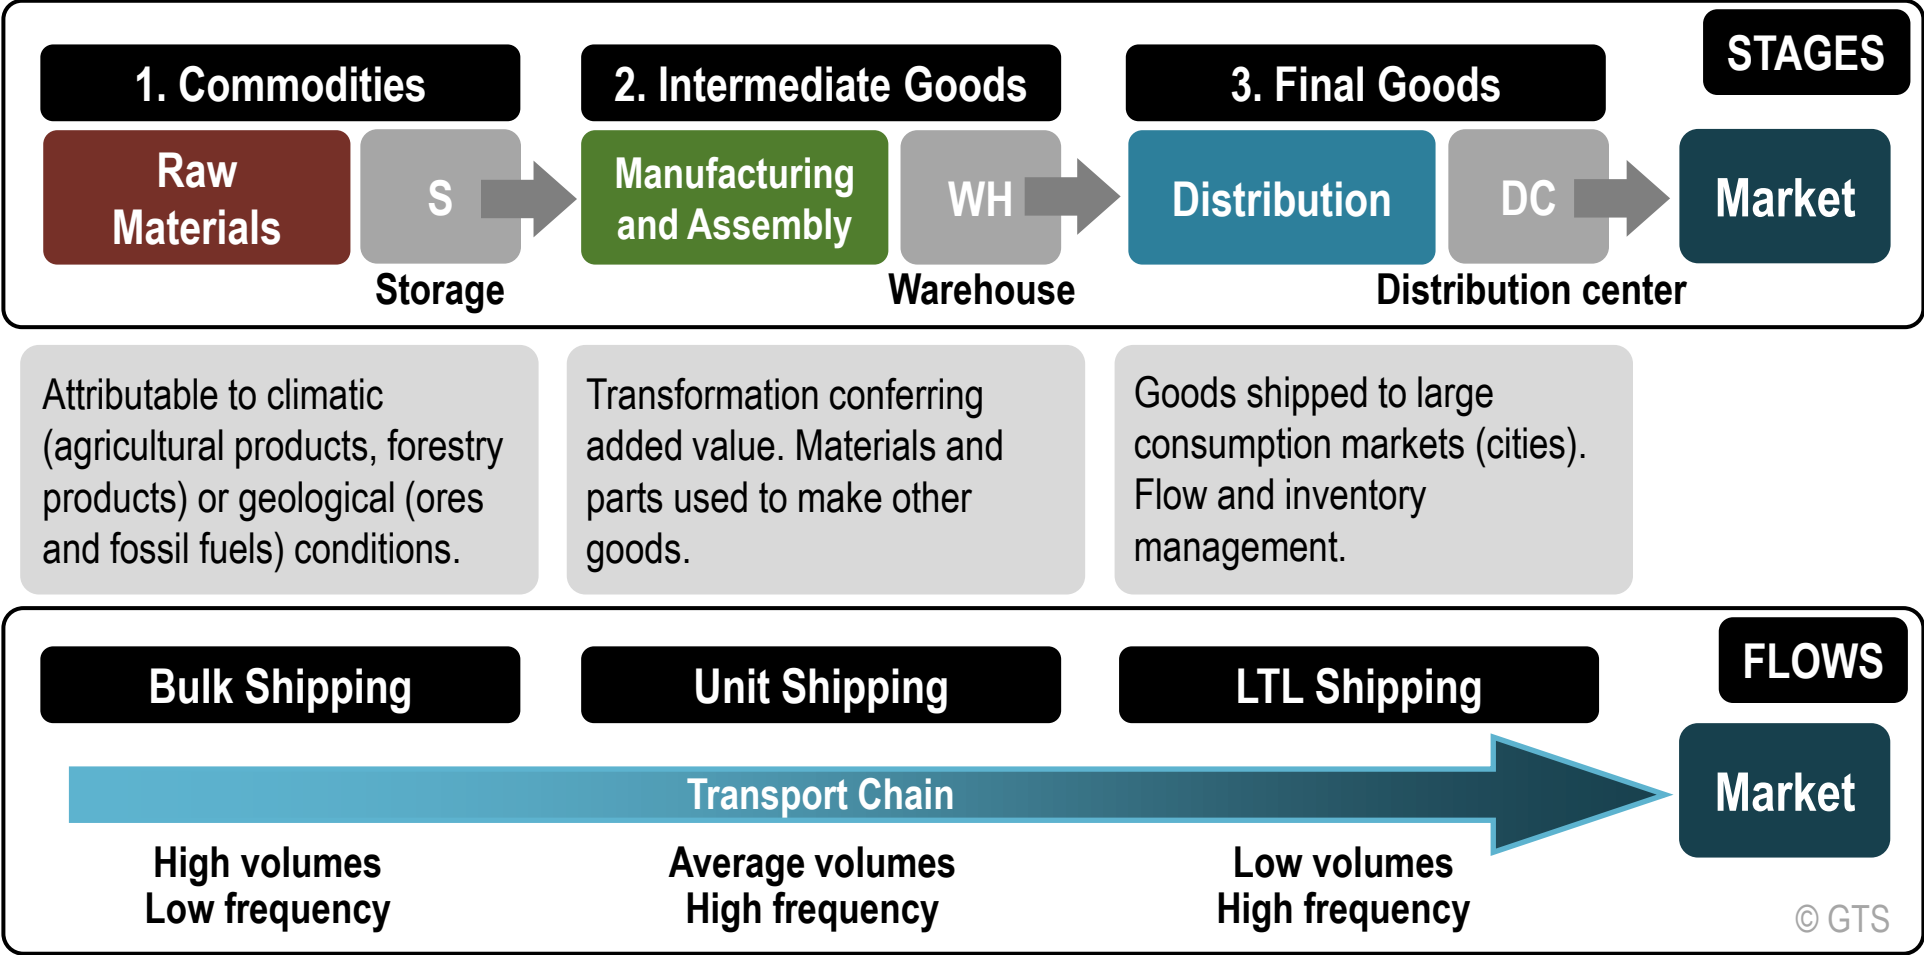 STAGES
1. Commodities
2. Intermediate Goods
3. Final Goods
Raw
Materials
S
Manufacturing
and Assembly
WH
Distribution
DC
Market
Storage
Warehouse
Distribution center
Attributable to climatic
(agricultural products, forestry
products) or geological (ores
and fossil fuels) conditions.
Transformation conferring
added value. Materials and
parts used to make other
goods.
Goods shipped to large
consumption markets (cities).
Flow and inventory
management.
FLOWS
Bulk Shipping
Unit Shipping
LTL Shipping
Transport Chain
Market
High volumes
Low frequency
Average volumes
High frequency
Low volumes
High frequency
© GTS